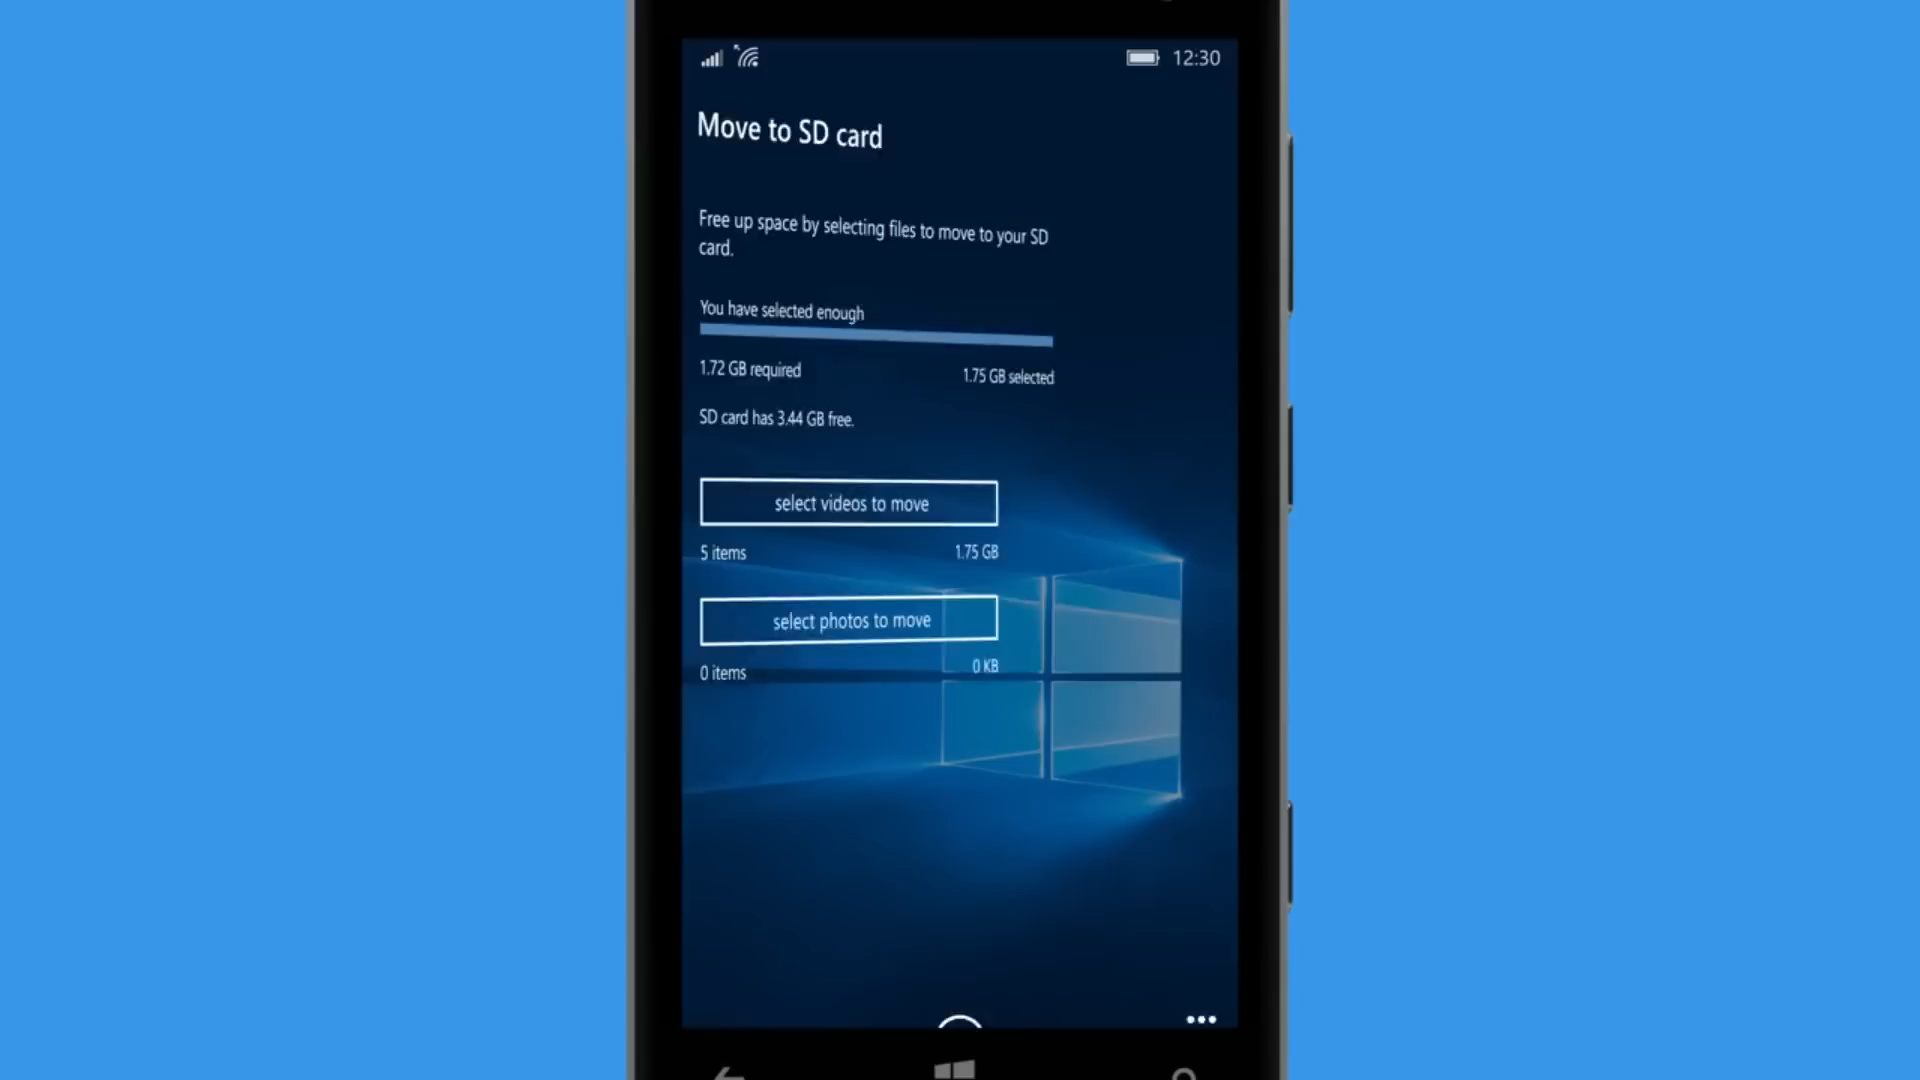 12:30
Move to SD card
Free up space by selecting files to move to your SD
card.
You have selected enough
1.72 GB required 1.75 GB selected
SD card has 3.44 GB free.
select videos to move
5 items 1.75 GB
select photos to move
0 items 0 KB